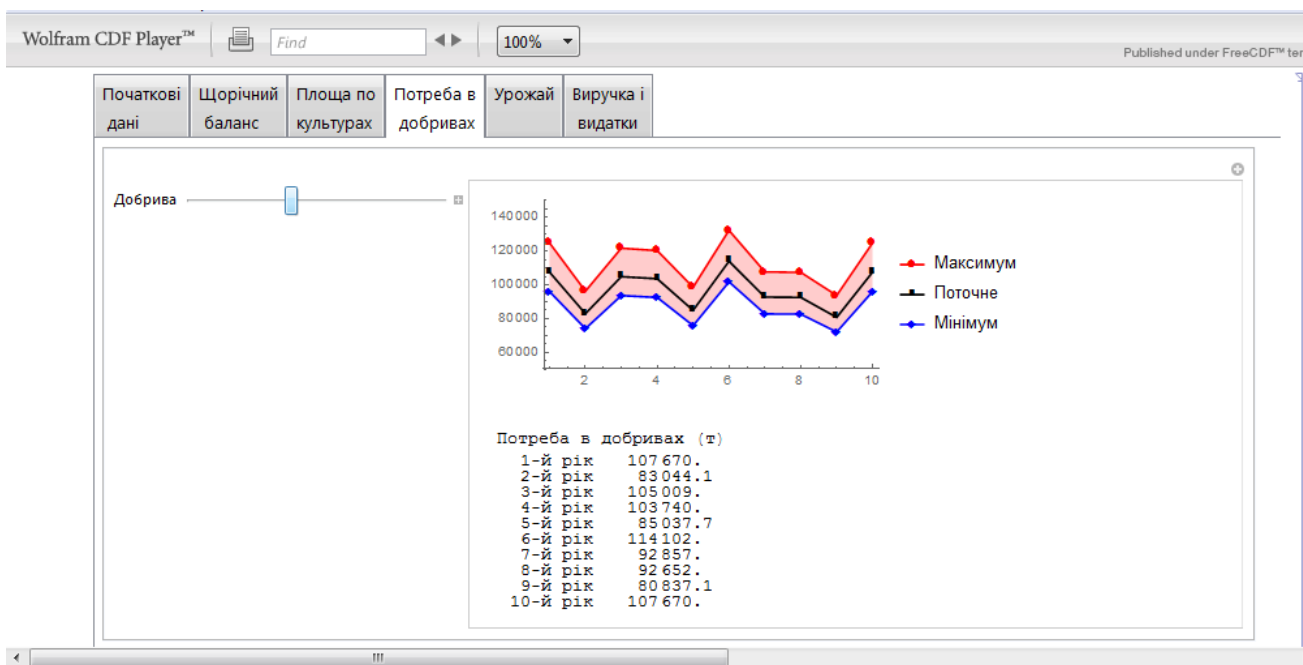 Wolfram CDF Player™ Find 100%
Published under FreeCDF™ ter
Початкові дані
Щорічний баланс
Площа по культурах
Потреба в добривах
Урожай
Виручка і видатки
Добрива
140000
120000
100000
80000
60000
2 4 6 8 10
Максимум
Поточне
Мінімум
Потреба в добривах (т)
1-й рік 107670.
2-й рік 83044.1
3-й рік 105009.
4-й рік 103740.
5-й рік 85037.7
6-й рік 114102.
7-й рік 92857.
8-й рік 92652.
9-й рік 80837.1
10-й рік 107670.